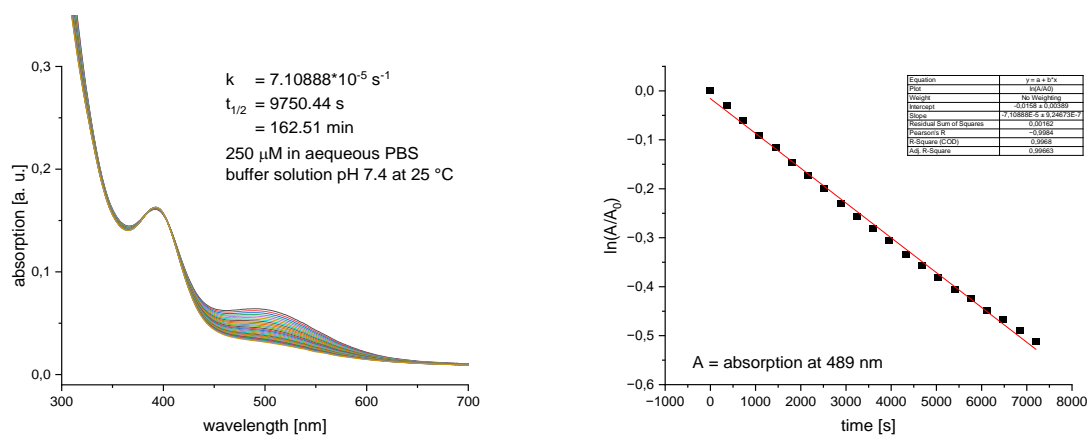 0,3
0,2
0,1
0,0
300 400 500 600 700
absorption [a. u.]
wavelength [nm]
k = 7.10888*10⁻⁵ s⁻¹
t₁/₂ = 9750.44 s
= 162.51 min
250 μM in aequeous PBS
buffer solution pH 7.4 at 25 °C
0,0
−0,1
−0,2
−0,3
−0,4
−0,5
−0,6
−1000 0 1000 2000 3000 4000 5000 6000 7000 8000
ln(A/A₀)
time [s]
A = absorption at 489 nm
Equation y = a + b*x
Plot ln(A/A0)
Weight No Weighting
Intercept -0,0158 ± 0,00389
Slope -7,10888E-5 ± 9,24673E-7
Residual Sum of Squares 0,00162
Pearson's R −0,9984
R-Square (COD) 0,9968
Adj. R-Square 0,99663